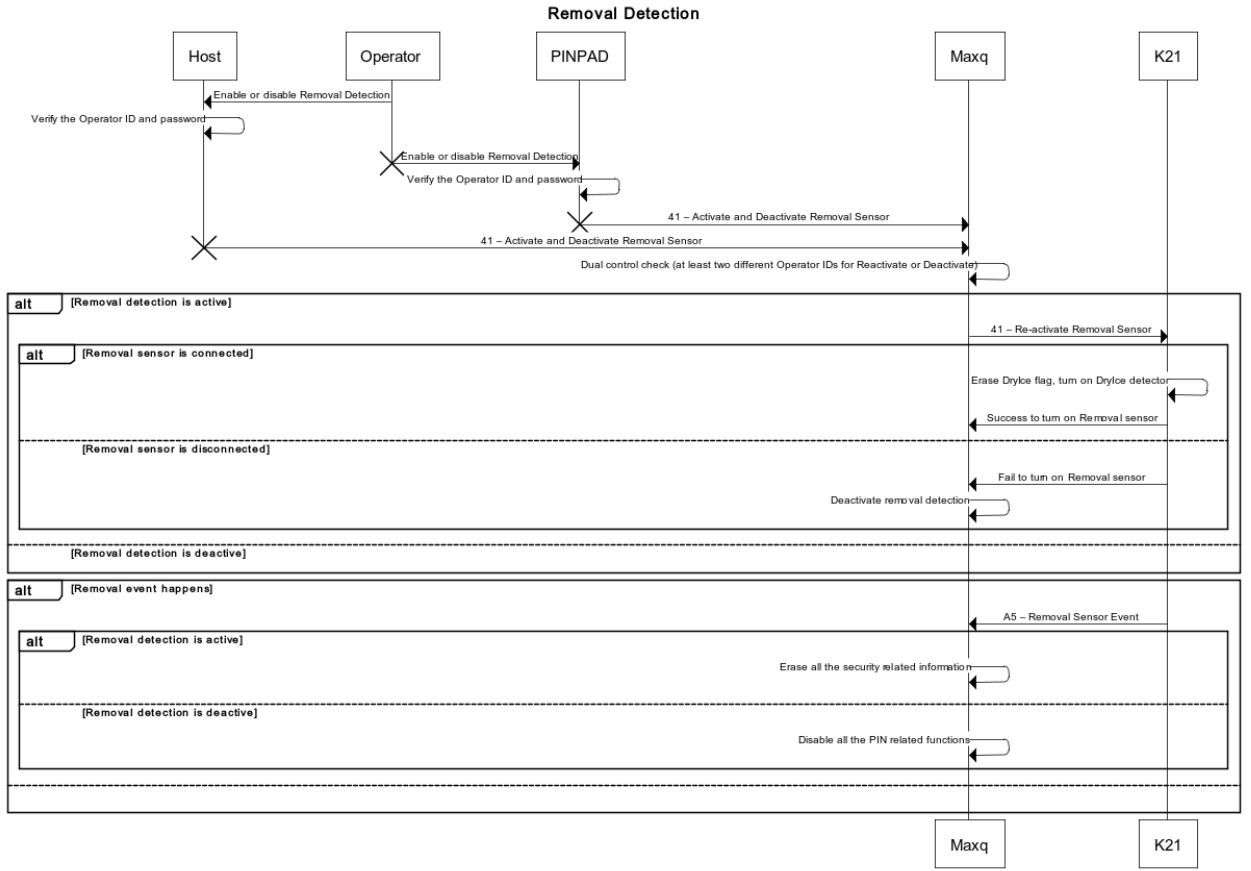 Removal Detection
Host
Operator
PINPAD
Maxq
K21
Enable or disable Removal Detection
Verify the Operator ID and password
Enable or disable Removal Detection
Verify the Operator ID and password
41 – Activate and Deactivate Removal Sensor
41 – Activate and Deactivate Removal Sensor
Dual control check (at least two different Operator IDs for Reactivate or Deactivate)
alt
[Removal detection is active]
41 – Re-activate Removal Sensor
alt
[Removal sensor is connected]
Erase DryIce flag, turn on DryIce detector
Success to turn on Removal sensor
[Removal sensor is disconnected]
Fail to turn on Removal sensor
Deactivate removal detection
[Removal detection is deactive]
alt
[Removal event happens]
A5 – Removal Sensor Event
alt
[Removal detection is active]
Erase all the security related information
[Removal detection is deactive]
Disable all the PIN related functions
Maxq
K21